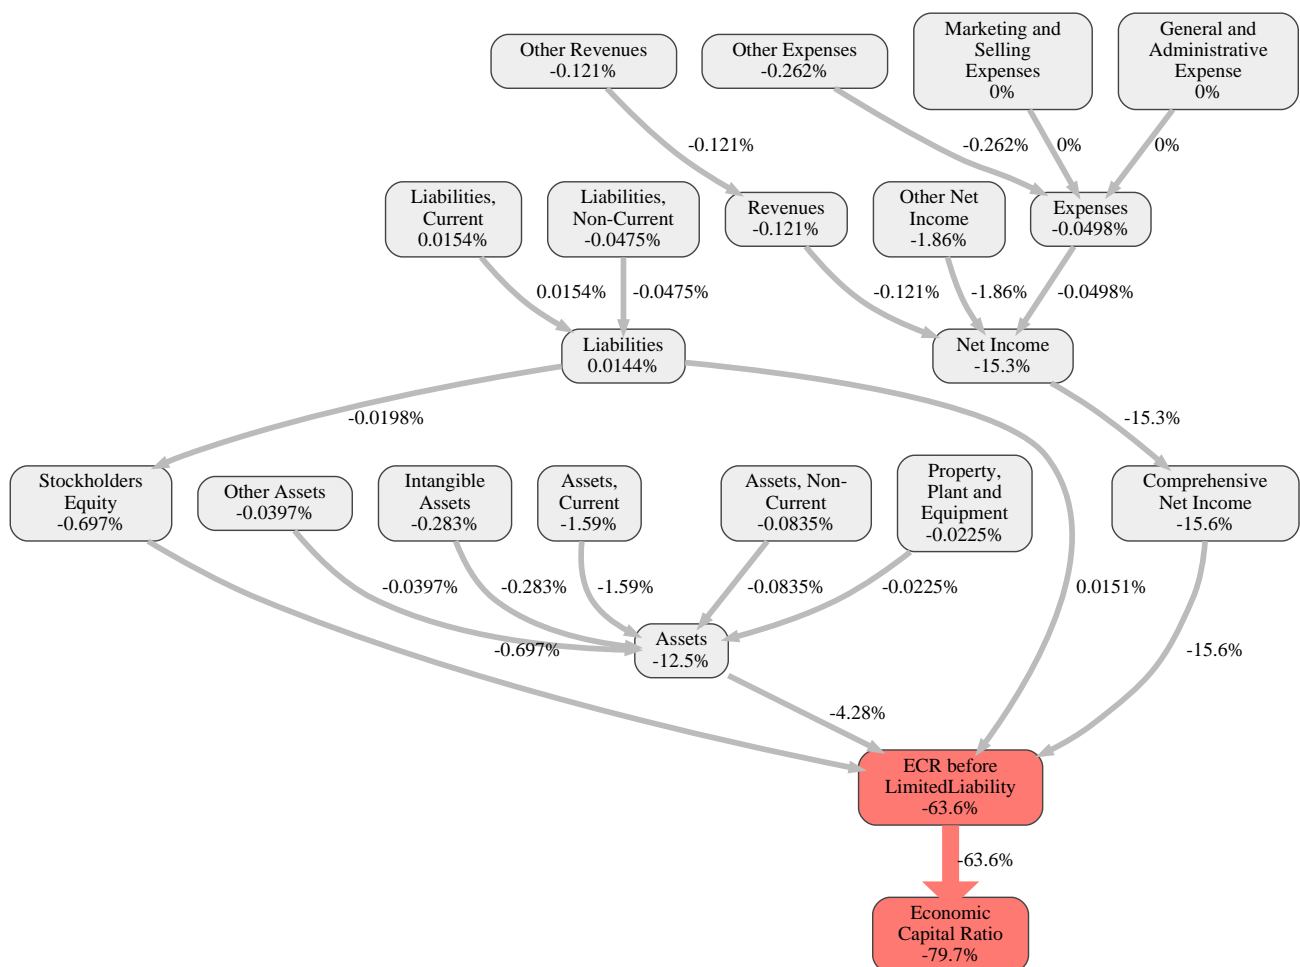 Other Revenues
-0.121%
Other Expenses
-0.262%
Marketing and
Selling
Expenses
0%
General and
Administrative
Expense
0%
-0.121%
-0.262%
0%
0%
Liabilities,
Current
0.0154%
Liabilities,
Non-Current
-0.0475%
Revenues
-0.121%
Other Net
Income
-1.86%
Expenses
-0.0498%
0.0154%
-0.0475%
-0.121%
-1.86%
-0.0498%
Liabilities
0.0144%
Net Income
-15.3%
-0.0198%
-15.3%
Stockholders
Equity
-0.697%
Other Assets
-0.0397%
Intangible
Assets
-0.283%
Assets,
Current
-1.59%
Assets, Non-
Current
-0.0835%
Property,
Plant and
Equipment
-0.0225%
Comprehensive
Net Income
-15.6%
-0.0397%
-0.283%
-1.59%
-0.0835%
-0.0225%
0.0151%
-0.697%
Assets
-12.5%
-15.6%
-4.28%
ECR before
LimitedLiability
-63.6%
-63.6%
Economic
Capital Ratio
-79.7%